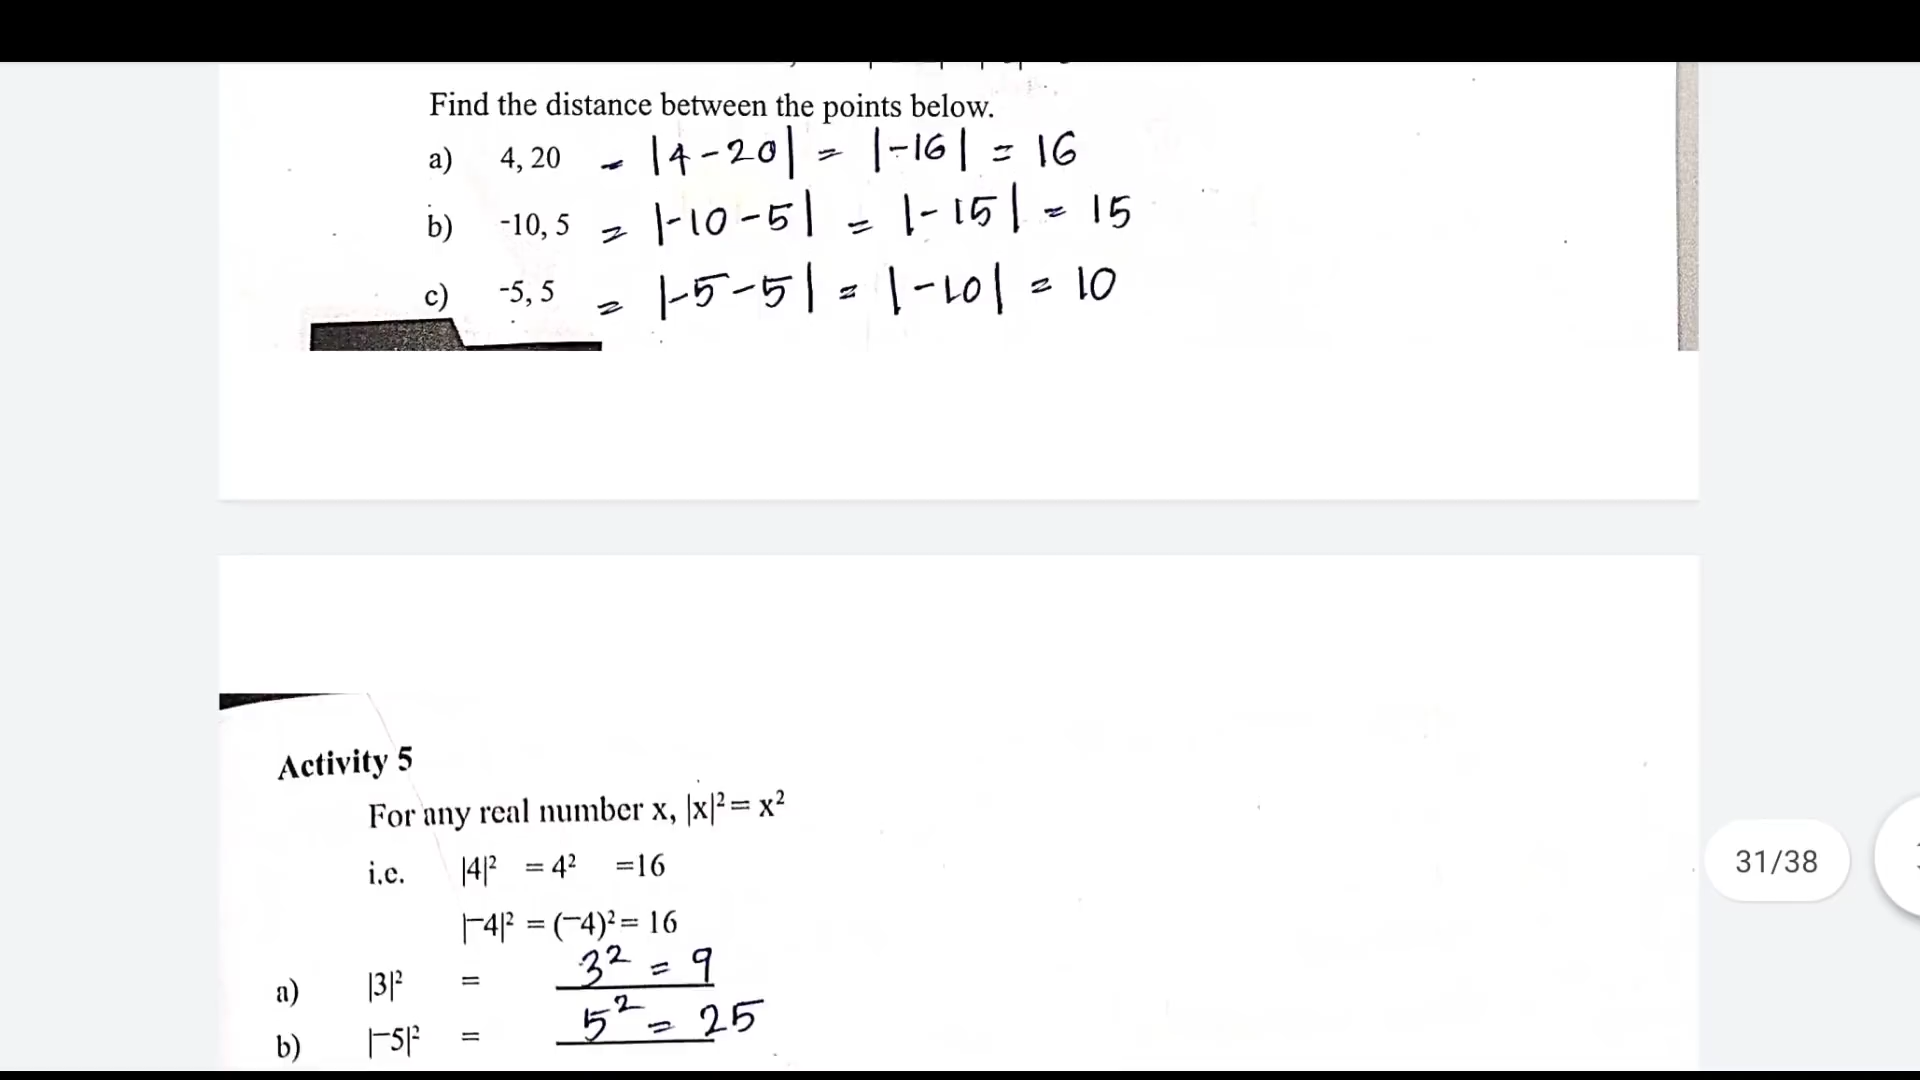 Find the distance between the points below.
a) 4, 20 = |4-20| = |-16| = 16
b) -10, 5 = |-10-5| = |-15| = 15
c) -5, 5 = |-5-5| = |-10| = 10
Activity 5
For any real number x, |x|² = x²
i.e. |4|² = 4² =16
|-4|² = (-4)² = 16
a) |3|² = 3² = 9
b) |-5|² = 5² = 25
31/38